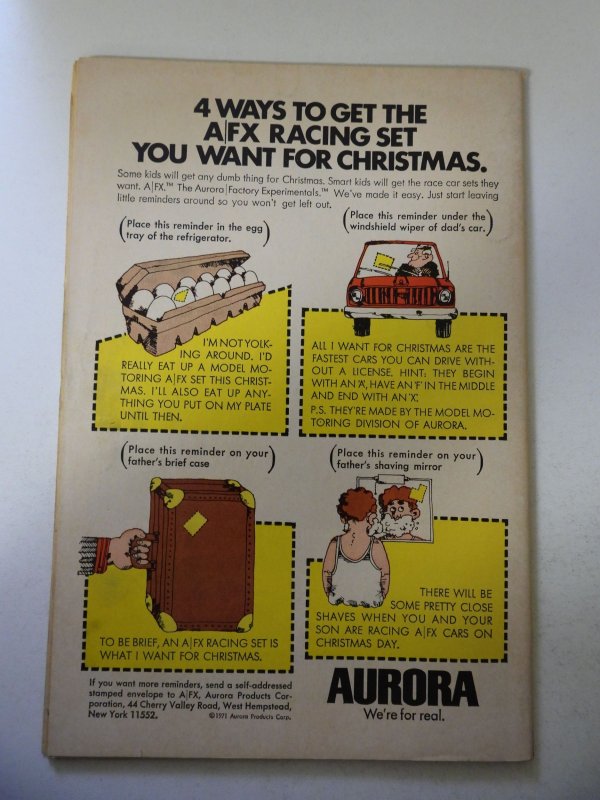 4 WAYS TO GET THE
A|FX RACING SET
YOU WANT FOR CHRISTMAS.
Some kids will get any dumb thing for Christmas. Smart kids will get the race car sets they
want. A|FX.™ The Aurora|Factory Experimentals.™ We've made it easy. Just start leaving
little reminders around so you won't get left out.
(Place this reminder in the egg
tray of the refrigerator.)
(Place this reminder under the
windshield wiper of dad's car.)
I'M NOT YOLK-
ING AROUND. I'D
REALLY EAT UP A MODEL MO-
TORING A|FX SET THIS CHRIST-
MAS. I'LL ALSO EAT UP ANY-
THING YOU PUT ON MY PLATE
UNTIL THEN.
ALL I WANT FOR CHRISTMAS ARE THE
FASTEST CARS YOU CAN DRIVE WITH-
OUT A LICENSE. HINT: THEY BEGIN
WITH AN 'A', HAVE AN 'F' IN THE MIDDLE
AND END WITH AN 'X'.
P.S. THEY'RE MADE BY THE MODEL MO-
TORING DIVISION OF AURORA.
(Place this reminder on your
father's brief case)
(Place this reminder on your
father's shaving mirror)
TO BE BRIEF, AN A|FX RACING SET IS
WHAT I WANT FOR CHRISTMAS.
THERE WILL BE
SOME PRETTY CLOSE
SHAVES WHEN YOU AND YOUR
SON ARE RACING A|FX CARS ON
CHRISTMAS DAY.
If you want more reminders, send a self-addressed
stamped envelope to A|FX, Aurora Products Cor-
poration, 44 Cherry Valley Road, West Hempstead,
New York 11552.
©1971 Aurora Products Corp.
AURORA
We're for real.